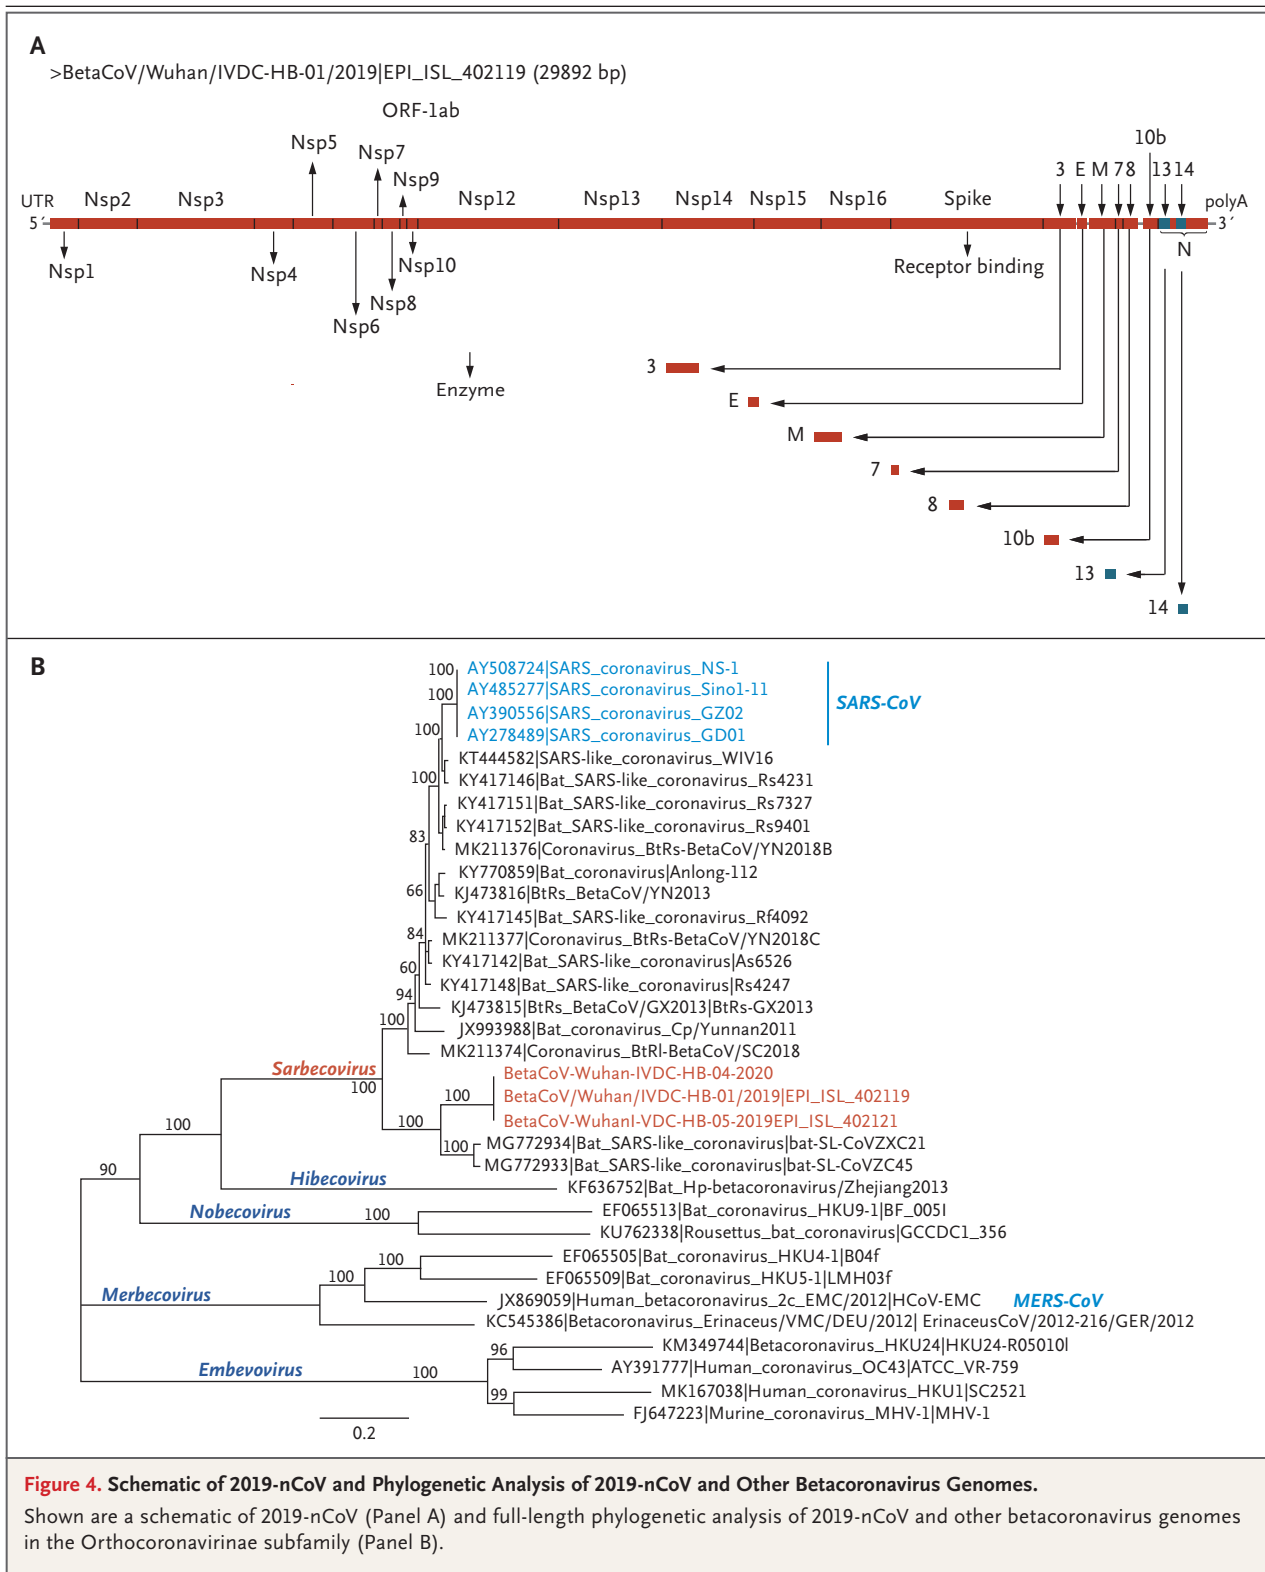 A
>BetaCoV/Wuhan/IVDC-HB-01/2019|EPI_ISL_402119 (29892 bp)
ORF-1ab
10b
Nsp5
Nsp7
Nsp9
3 E M 7 8 13 14
UTR Nsp2 Nsp3 Nsp12 Nsp13 Nsp14 Nsp15 Nsp16 Spike polyA
5´ 3´
Nsp1 Nsp4 Nsp10 Receptor binding N
Nsp8
Nsp6
3
Enzyme
E
M
7
8
10b
13
14
B
100 AY508724|SARS_coronavirus_NS-1
100 AY485277|SARS_coronavirus_Sino1-11
SARS-CoV
AY390556|SARS_coronavirus_GZ02
100 AY278489|SARS_coronavirus_GD01
KT444582|SARS-like_coronavirus_WIV16
100 KY417146|Bat_SARS-like_coronavirus_Rs4231
KY417151|Bat_SARS-like_coronavirus_Rs7327
83 KY417152|Bat_SARS-like_coronavirus_Rs9401
MK211376|Coronavirus_BtRs-BetaCoV/YN2018B
KY770859|Bat_coronavirus|Anlong-112
66 KJ473816|BtRs_BetaCoV/YN2013
KY417145|Bat_SARS-like_coronavirus_Rf4092
84 MK211377|Coronavirus_BtRs-BetaCoV/YN2018C
60 KY417142|Bat_SARS-like_coronavirus|As6526
94 KY417148|Bat_SARS-like_coronavirus|Rs4247
KJ473815|BtRs_BetaCoV/GX2013|BtRs-GX2013
100 JX993988|Bat_coronavirus_Cp/Yunnan2011
MK211374|Coronavirus_BtRl-BetaCoV/SC2018
Sarbecovirus BetaCoV-Wuhan-IVDC-HB-04-2020
100 100 BetaCoV/Wuhan/IVDC-HB-01/2019|EPI_ISL_402119
100 100 BetaCoV-WuhanI-VDC-HB-05-2019EPI_ISL_402121
100 MG772934|Bat_SARS-like_coronavirus|bat-SL-CoVZXC21
90 MG772933|Bat_SARS-like_coronavirus|bat-SL-CoVZC45
Hibecovirus KF636752|Bat_Hp-betacoronavirus/Zhejiang2013
Nobecovirus 100 EF065513|Bat_coronavirus_HKU9-1|BF_005I
KU762338|Rousettus_bat_coronavirus|GCCDC1_356
100 EF065505|Bat_coronavirus_HKU4-1|B04f
100 EF065509|Bat_coronavirus_HKU5-1|LMH03f
Merbecovirus JX869059|Human_betacoronavirus_2c_EMC/2012|HCoV-EMC MERS-CoV
KC545386|Betacoronavirus_Erinaceus/VMC/DEU/2012| ErinaceusCoV/2012-216/GER/2012
96 KM349744|Betacoronavirus_HKU24|HKU24-R05010l
Embevovirus 100 AY391777|Human_coronavirus_OC43|ATCC_VR-759
99 MK167038|Human_coronavirus_HKU1|SC2521
FJ647223|Murine_coronavirus_MHV-1|MHV-1
0.2
Figure 4. Schematic of 2019-nCoV and Phylogenetic Analysis of 2019-nCoV and Other Betacoronavirus Genomes.
Shown are a schematic of 2019-nCoV (Panel A) and full-length phylogenetic analysis of 2019-nCoV and other betacoronavirus genomes
in the Orthocoronavirinae subfamily (Panel B).